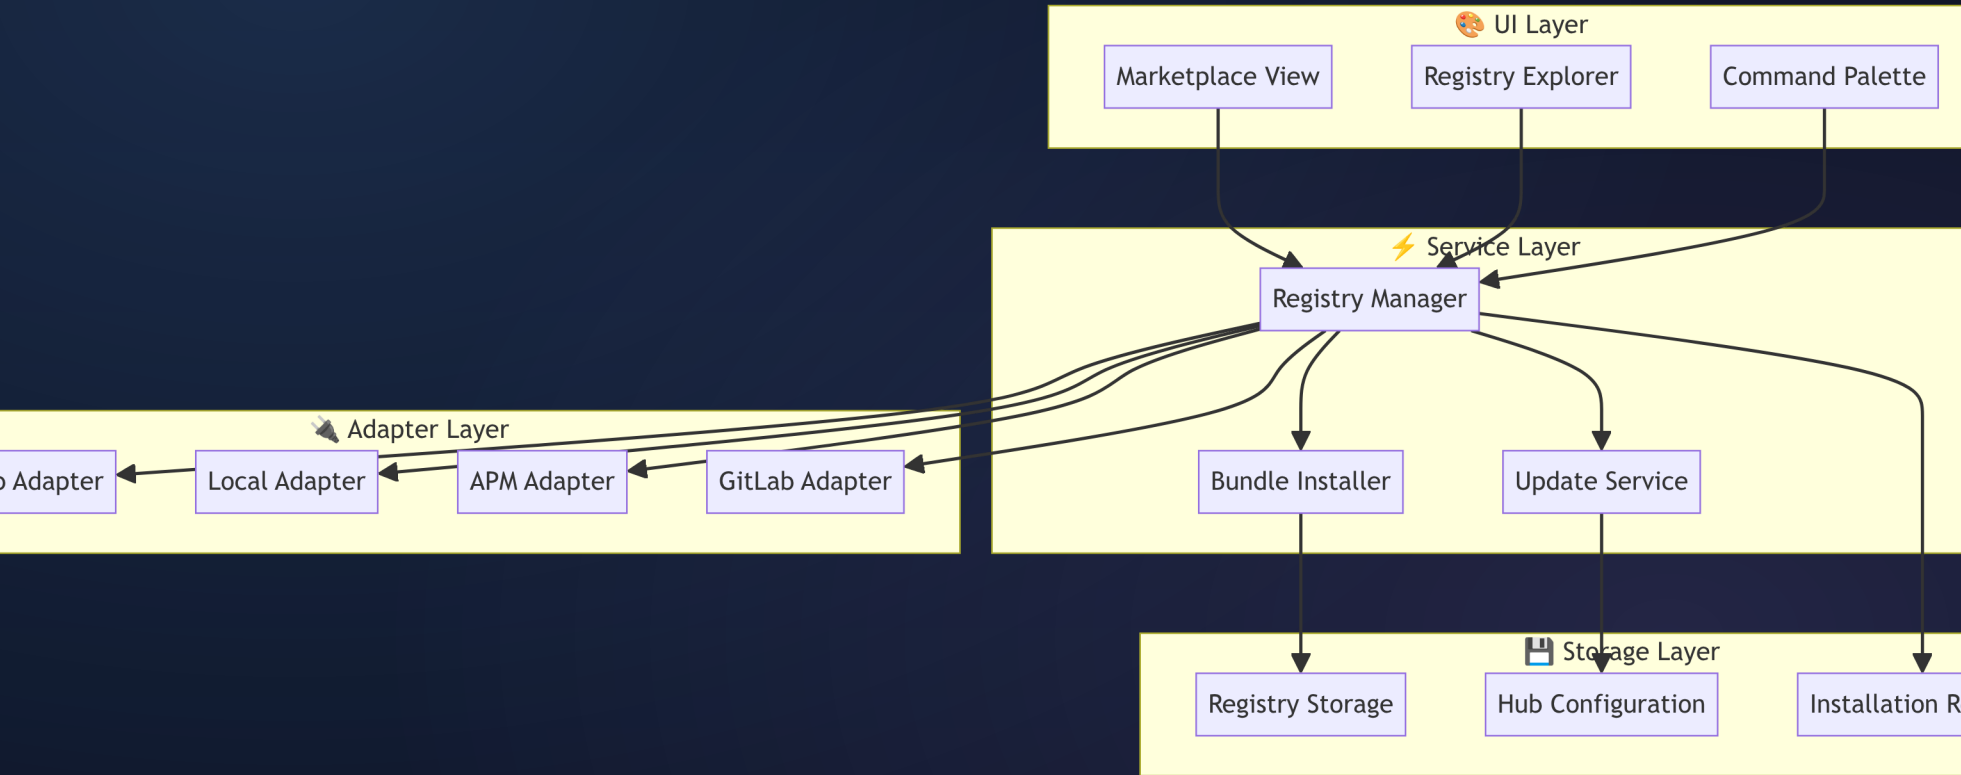 🎨 UI Layer
Marketplace View
Registry Explorer
Command Palette
⚡ Service Layer
Registry Manager
🔌 Adapter Layer
Adapter
Local Adapter
APM Adapter
GitLab Adapter
Bundle Installer
Update Service
💾 Storage Layer
Registry Storage
Hub Configuration
Installation